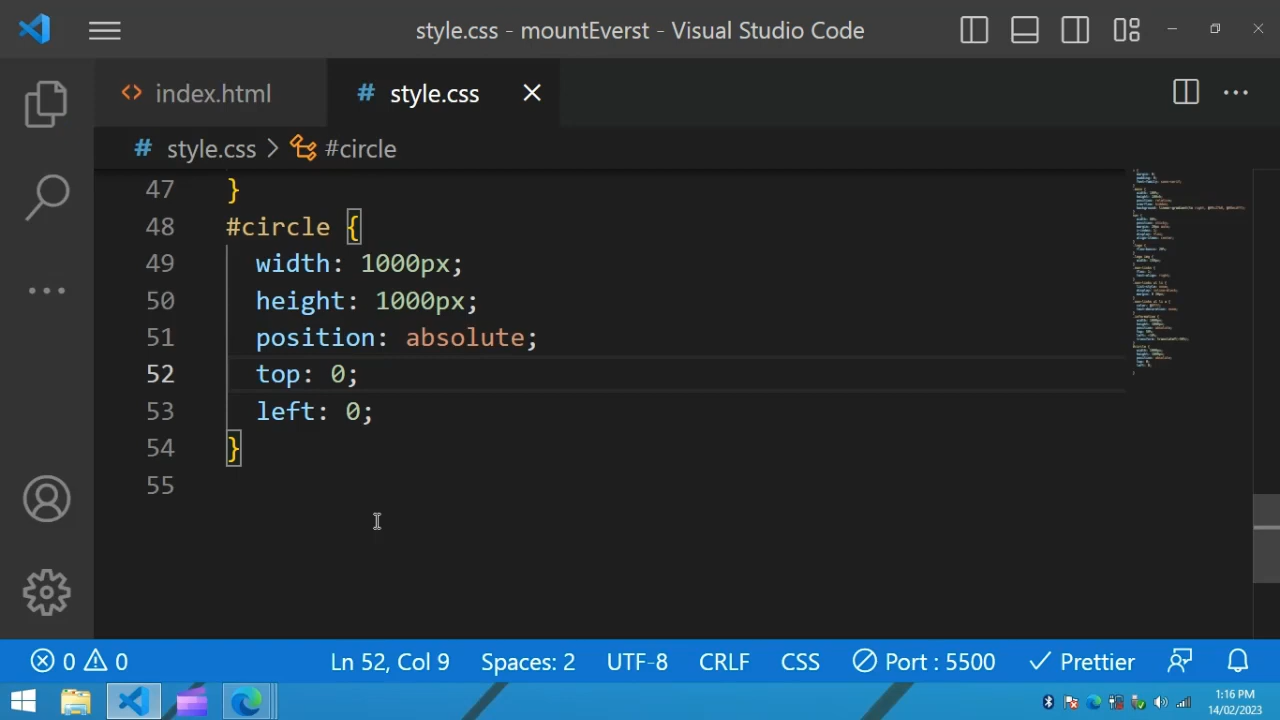 style.css - mountEverst - Visual Studio Code
index.html
# style.css
# style.css > #circle
47 }
48 #circle {
49 width: 1000px;
50 height: 1000px;
51 position: absolute;
52 top: 0;
53 left: 0;
54 }
55
0 0 Ln 52, Col 9 Spaces: 2 UTF-8 CRLF CSS Port : 5500 Prettier
1:16 PM
14/02/2023